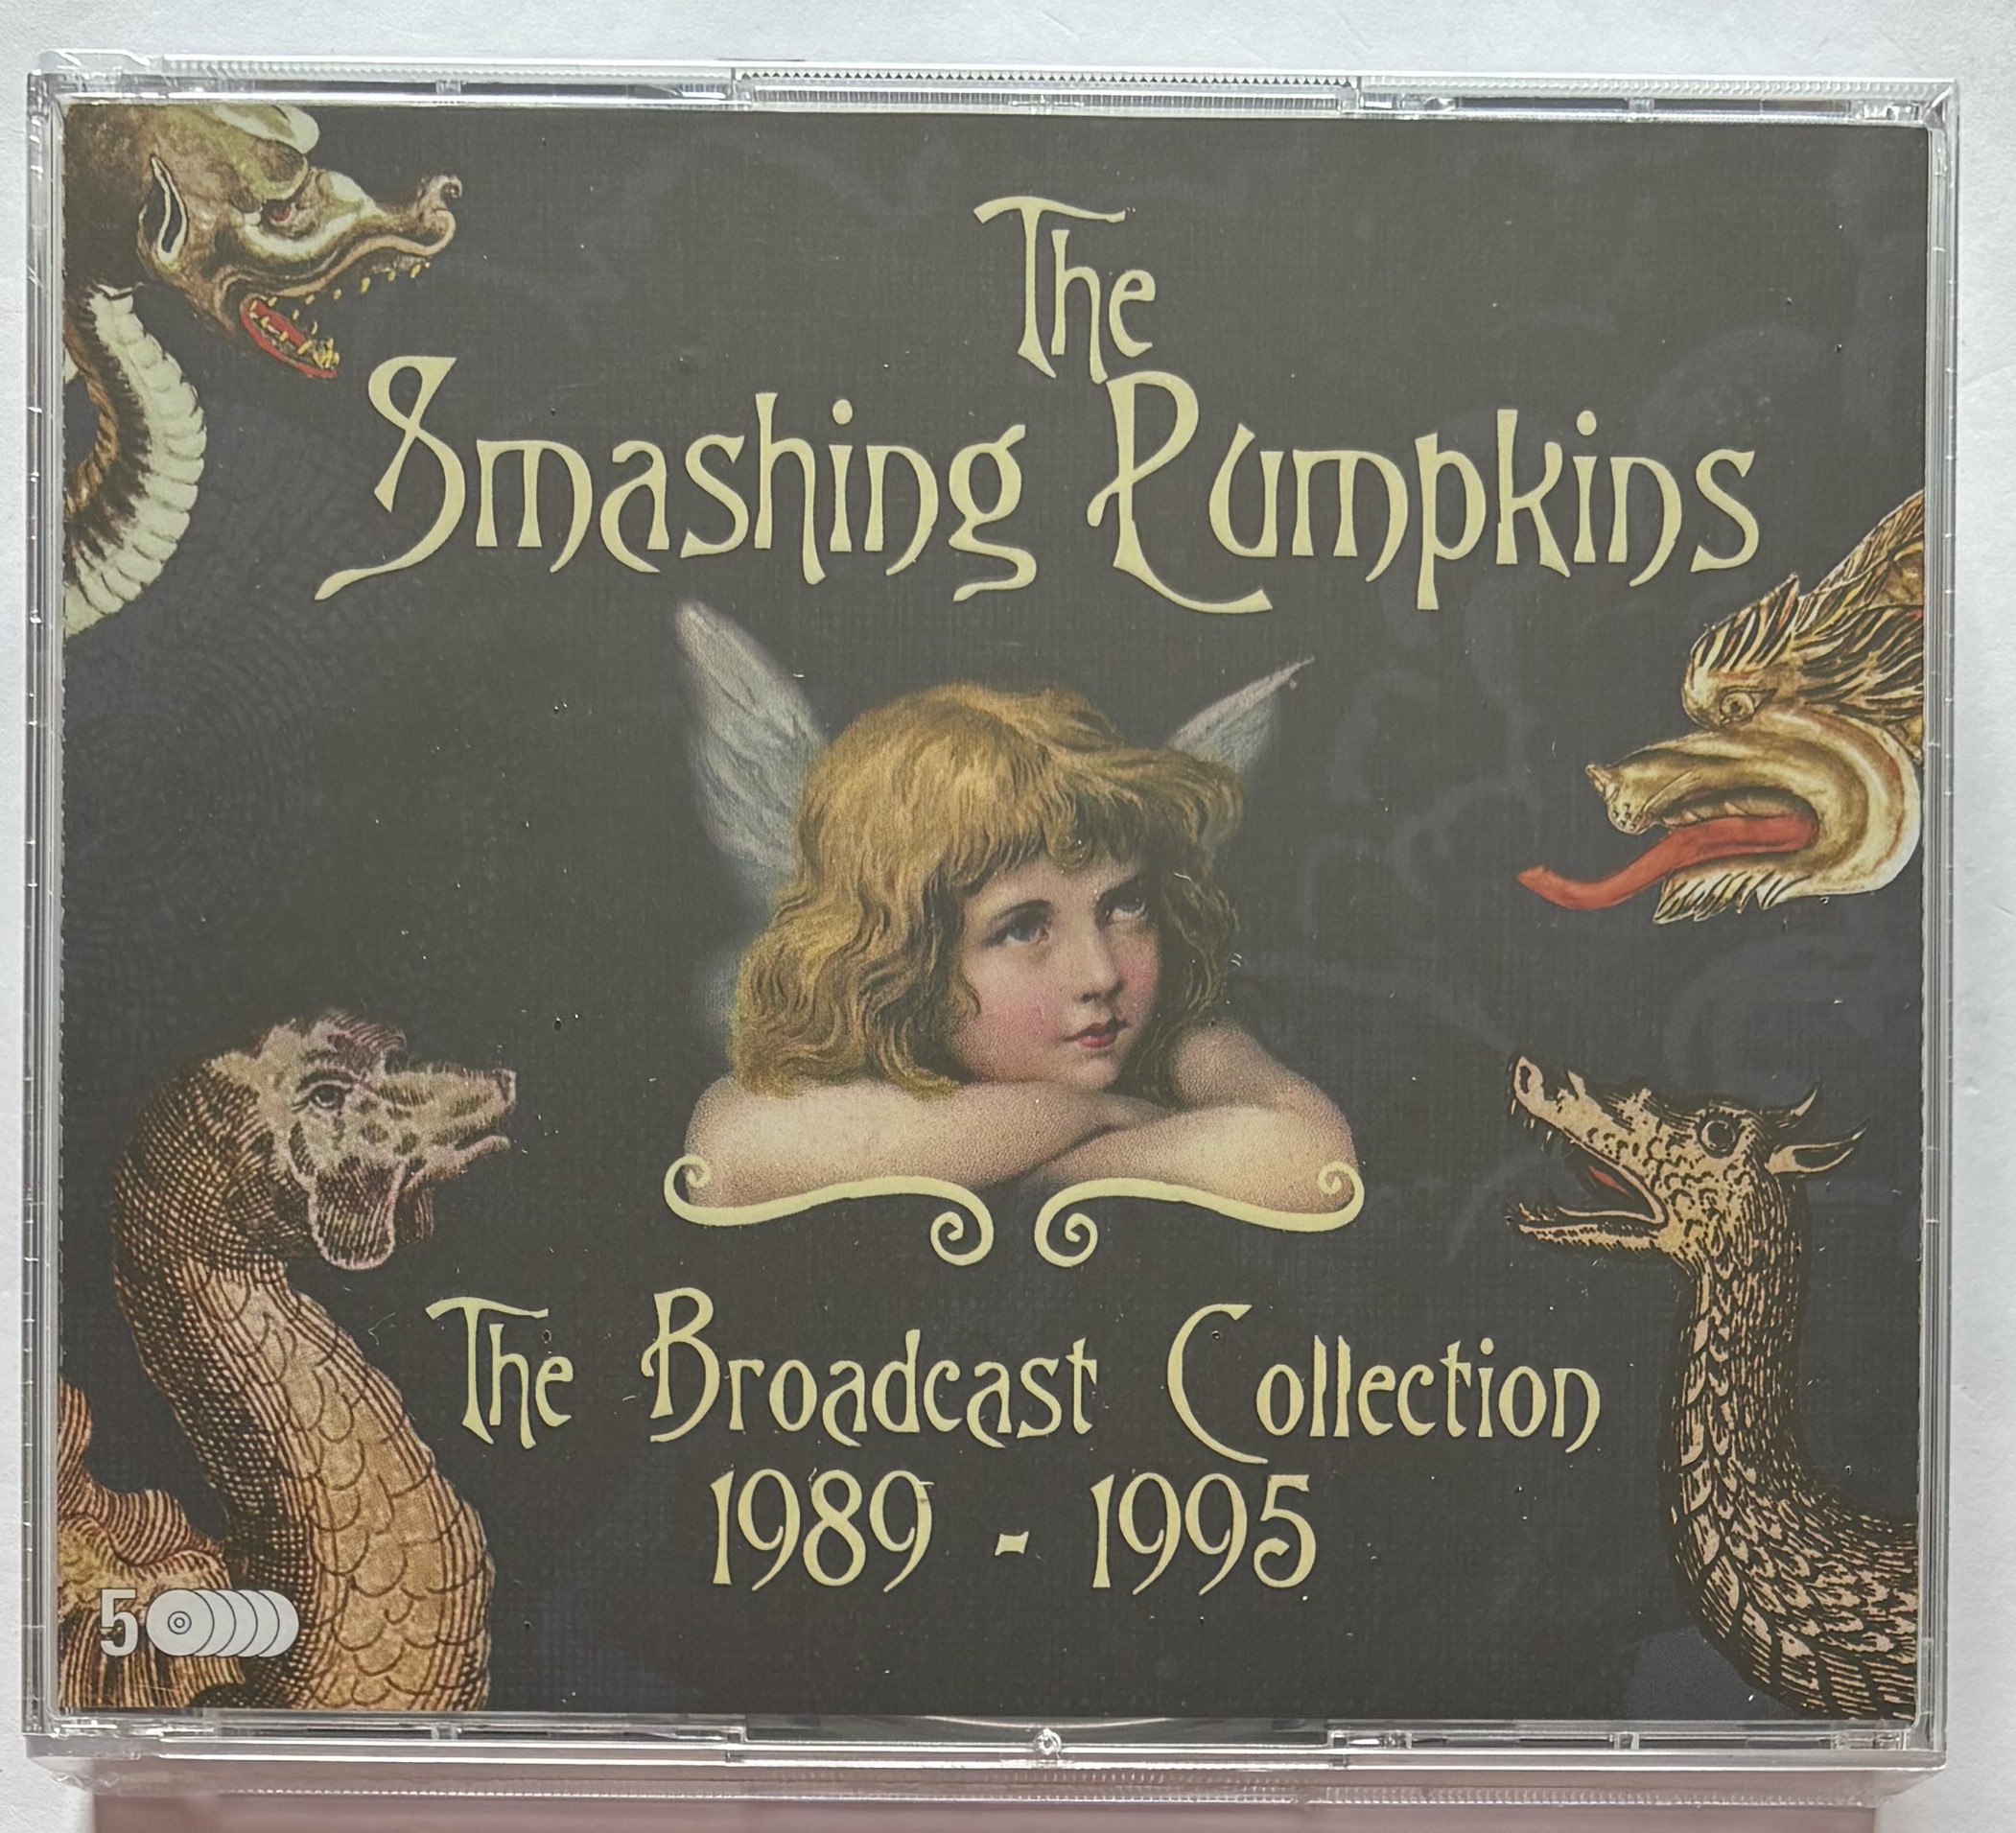 The
Smashing Pumpkins
The Broadcast Collection
1989 - 1995
5